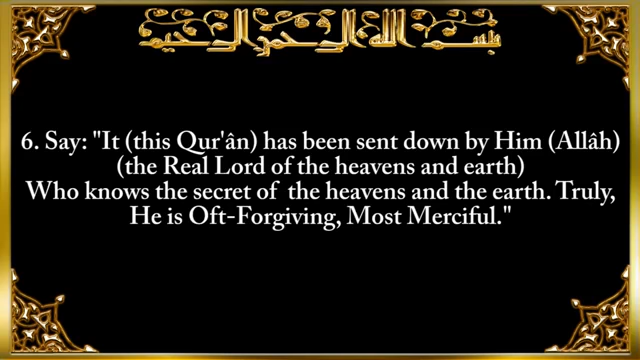 بسم الله الرحمن الرحيم
6. Say: "It (this Qur'ân) has been sent down by Him (Allâh)
(the Real Lord of the heavens and earth)
Who knows the secret of the heavens and the earth. Truly,
He is Oft-Forgiving, Most Merciful."